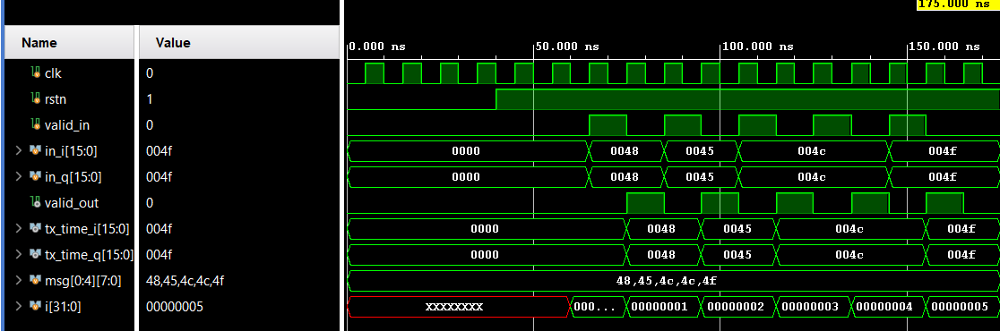 175.000 ns
Name Value 0.000 ns 50.000 ns 100.000 ns 150.000 ns
clk 0
rstn 1
valid_in 0
in_i[15:0] 004f 0000 0048 0045 004c 004f
in_q[15:0] 004f 0000 0048 0045 004c 004f
valid_out 0
tx_time_i[15:0] 004f 0000 0048 0045 004c 004f
tx_time_q[15:0] 004f 0000 0048 0045 004c 004f
msg[0:4][7:0] 48,45,4c,4c,4f 48,45,4c,4c,4f
i[31:0] 00000005 XXXXXXXX 000... 00000001 00000002 00000003 00000004 00000005